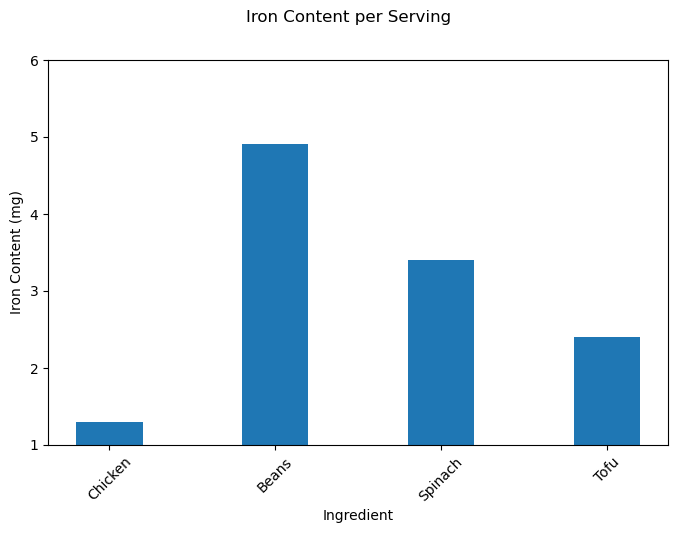 Iron Content per Serving
Iron Content (mg)
6
5
4
3
2
1
Chicken
Beans
Spinach
Tofu
Ingredient